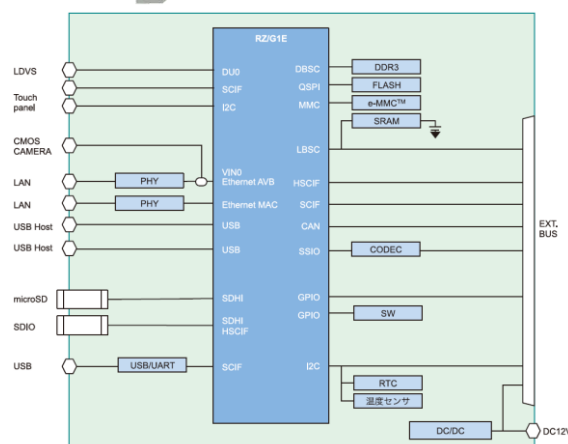 RZ/G1E
LDVS
DU0
DBSC
DDR3
SCIF
QSPI
FLASH
Touch
panel
I2C
MMC
e-MMC™
SRAM
CMOS
CAMERA
LBSC
VIN0
LAN
PHY
Ethernet AVB
HSCIF
LAN
PHY
Ethernet MAC
SCIF
USB Host
USB
CAN
EXT.
BUS
USB Host
USB
SSIO
CODEC
microSD
SDHI
GPIO
SDIO
SDHI
HSCIF
GPIO
SW
USB
USB/UART
SCIF
I2C
RTC
温度センサ
DC/DC
DC12V